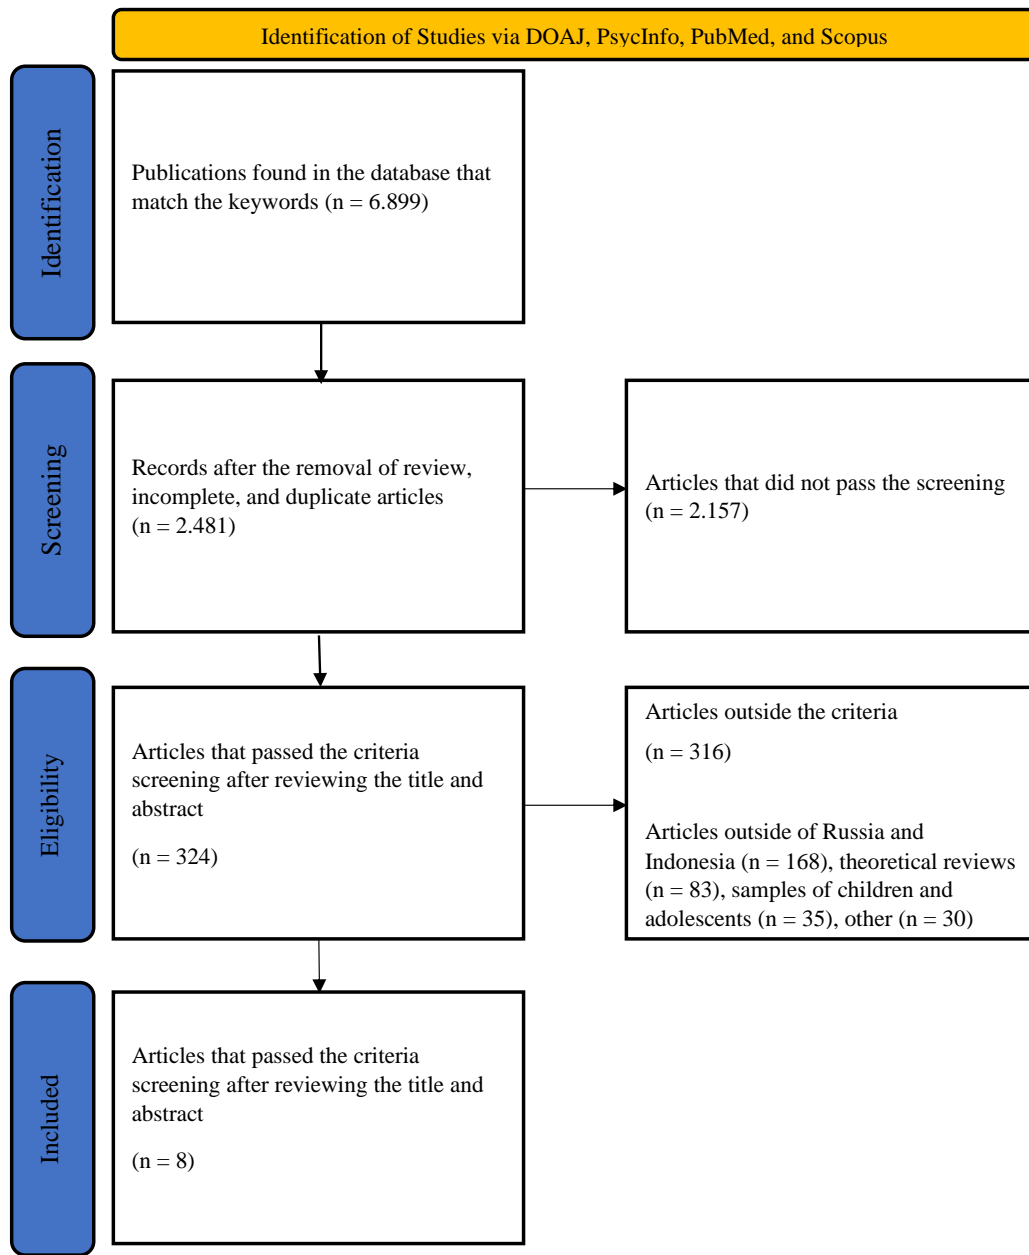 Identification of Studies via DOAJ, PsycInfo, PubMed, and Scopus
Identification
Publications found in the database that
match the keywords (n = 6.899)
Screening
Records after the removal of review,
incomplete, and duplicate articles
(n = 2.481)
Articles that did not pass the screening
(n = 2.157)
Eligibility
Articles that passed the criteria
screening after reviewing the title and
abstract
(n = 324)
Articles outside the criteria
(n = 316)
Articles outside of Russia and
Indonesia (n = 168), theoretical reviews
(n = 83), samples of children and
adolescents (n = 35), other (n = 30)
Included
Articles that passed the criteria
screening after reviewing the title and
abstract
(n = 8)